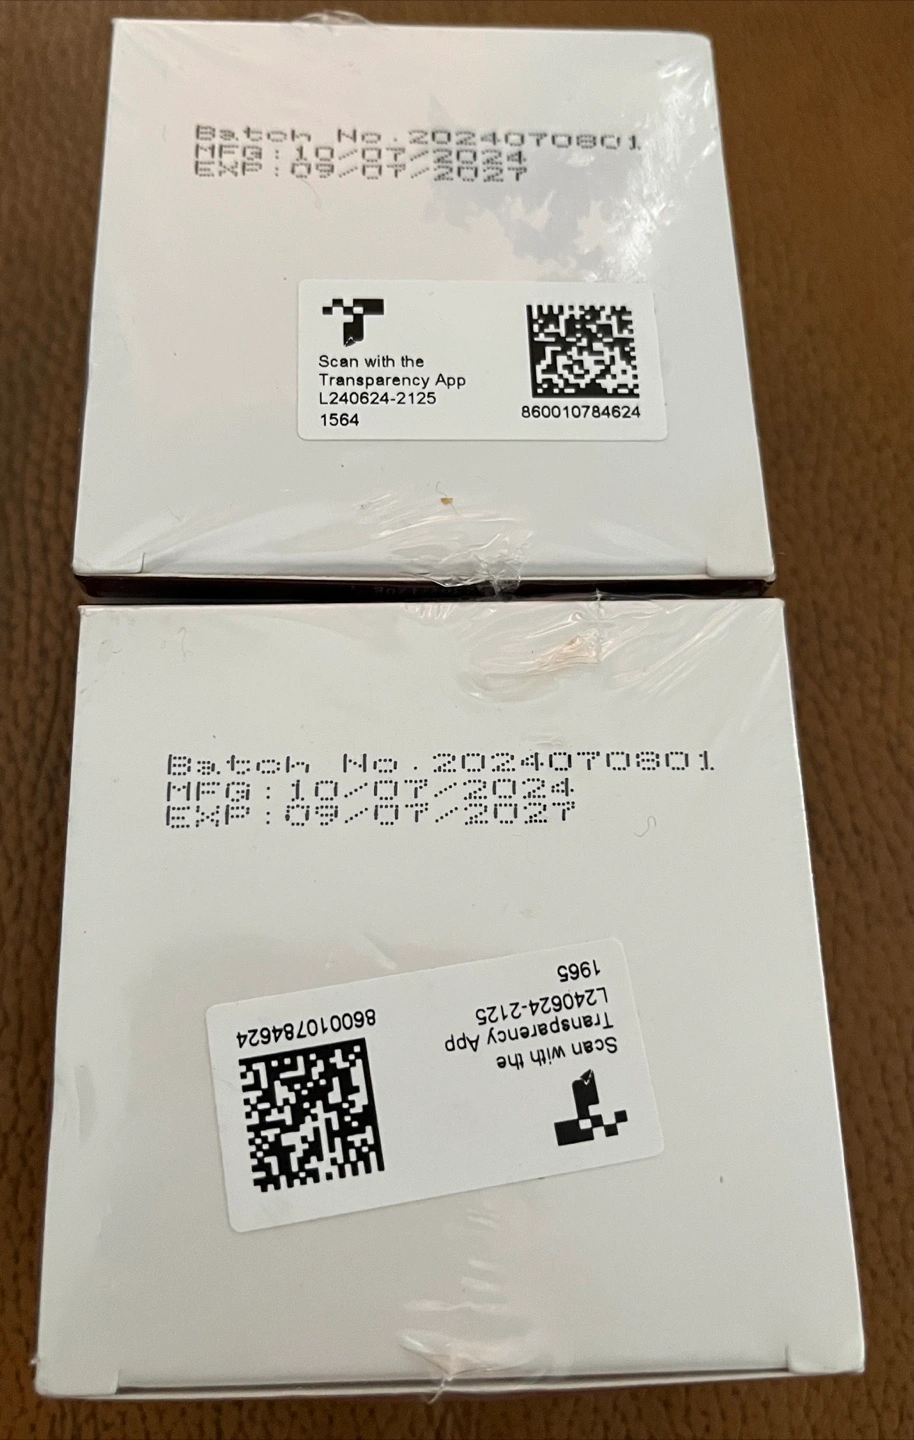 Batch No.2024070801
MFG:10/07/2024
EXP:09/07/2027
Scan with the
Transparency App
L240624-2125
1564
860010784624
Batch No.2024070801
MFG:10/07/2024
EXP:09/07/2027
Scan with the
Transparency App
L240624-2125
1965
860010784624